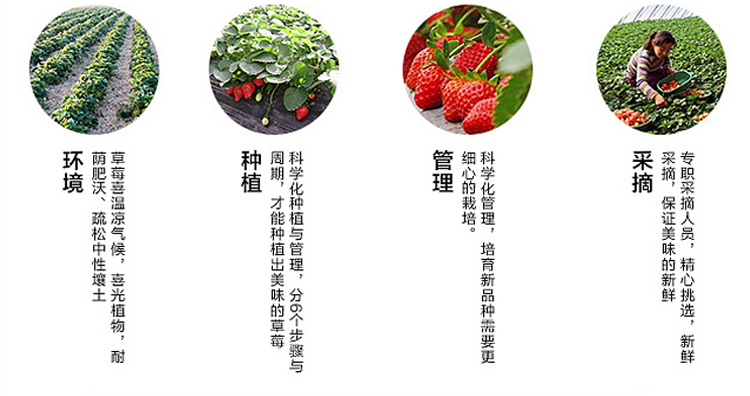 环境
草莓喜温凉气候，喜光植物，耐
荫肥沃、疏松中性壤土
种植
科学化种植与管理，分6个步骤与
周期，才能种植出美味的草莓
管理
科学化管理，培育新品种需要更
细心的栽培。
采摘
专职采摘人员，精心挑选，新鲜
采摘，保证美味的新鲜